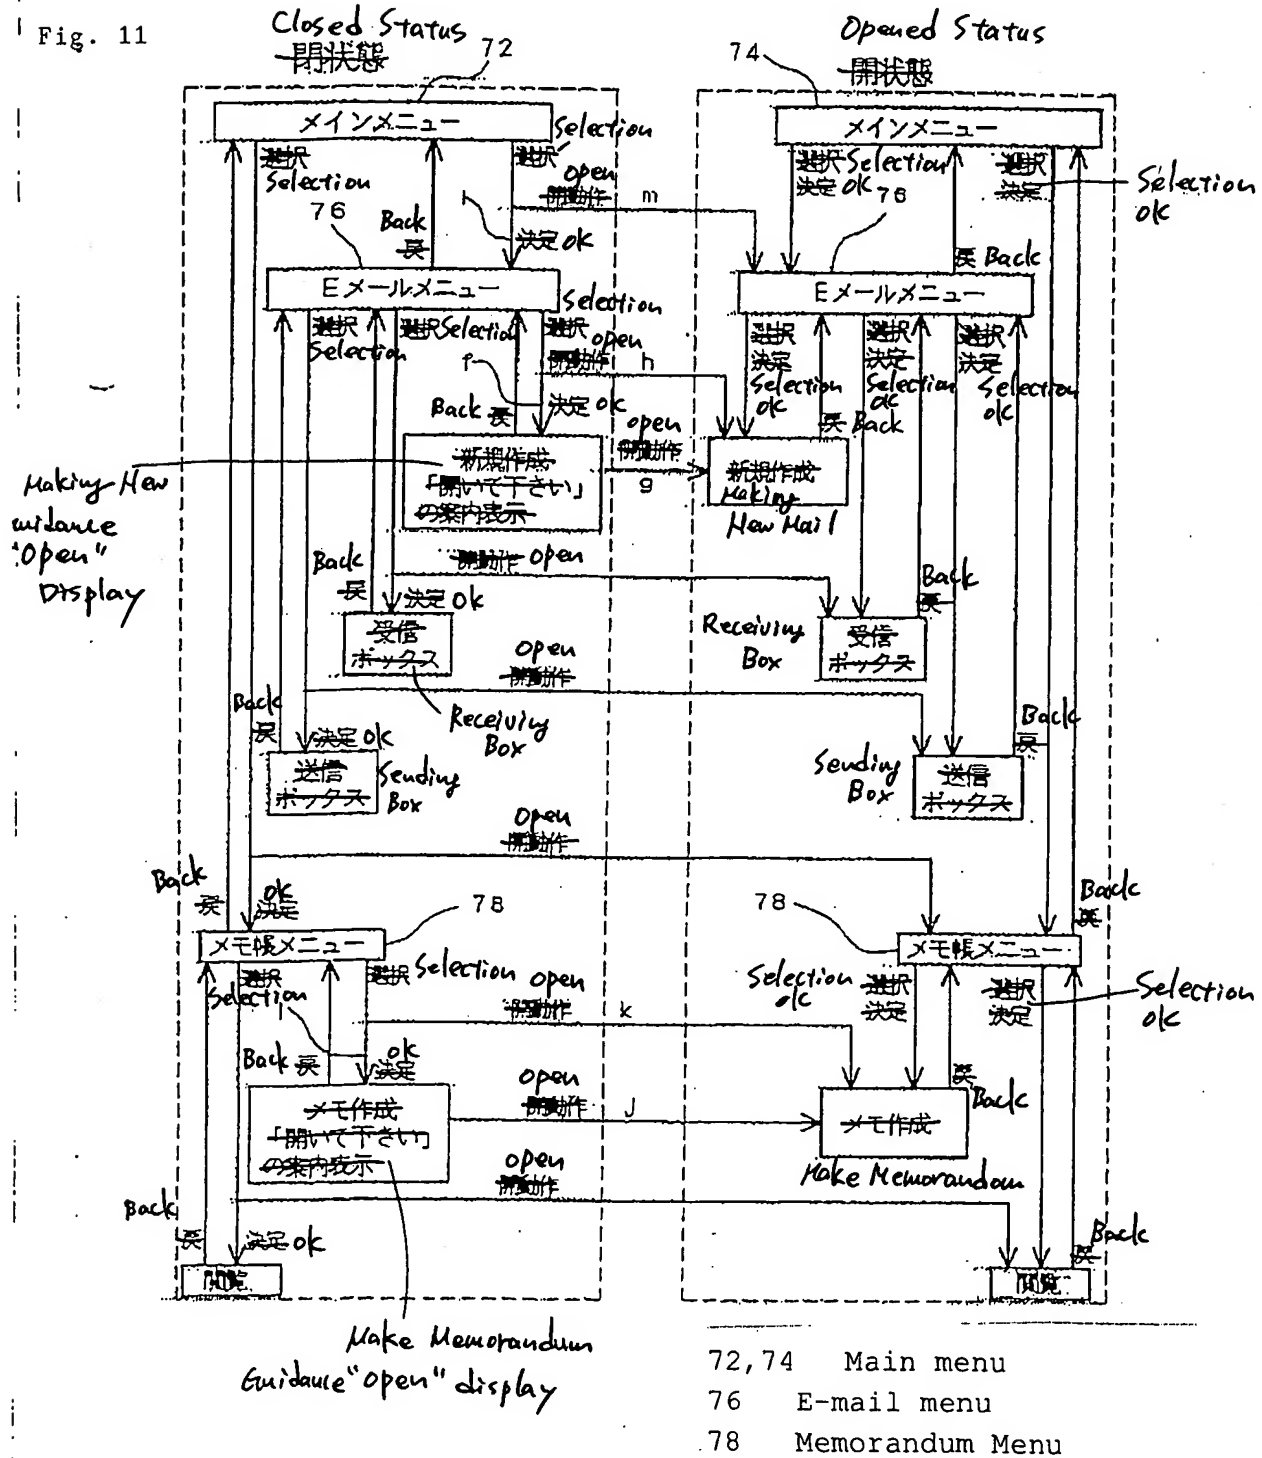 Fig. 11
Closed Status
閉状態
72
Opened Status
開状態
74
メインメニュー
メインメニュー
選択
Selection
Selection
選択
open
開動作
m
決定 ok
76
Back
戻
選択 Selection
決定 ok
76
選択
決定
Selection
ok
戻 Back
Eメールメニュー
Eメールメニュー
選択
Selection
選択 Selection
Selection
選択
open
開動作
h
決定 ok
Back 戻
選択
決定
Selection
ok
選択
決定
Selection
選択
決定
Selection
ok
戻 Back
open
開動作
g
新規作成
「開いて下さい」
の案内表示
新規作成
Making
New Mail
Making New
"Open"
Display
開動作 open
Back
戻
決定 ok
Back
戻
受信
ボックス
Receiving
Box
Receiving
Box
受信
ボックス
open
開動作
Back
戻
決定 ok
Back
戻
送信
ボックス
Sending
Box
Sending
Box
送信
ボックス
open
開動作
Back
戻
ok
決定
Back
戻
78
78
メモ帳メニュー
メモ帳メニュー
選択
Selection
選択 Selection
open
開動作
k
Selection
ok
選択
決定
選択
決定
Selection
ok
Back 戻
ok
決定
戻
Back
メモ作成
「開いて下さい」
の案内表示
open
開動作
j
メモ作成
Make Memorandom
open
開動作
Back
戻
決定 ok
Back
戻
閲覧
閲覧
Make Memorandum
Guidance "open" display
72,74 Main menu
76 E-mail menu
78 Memorandum Menu